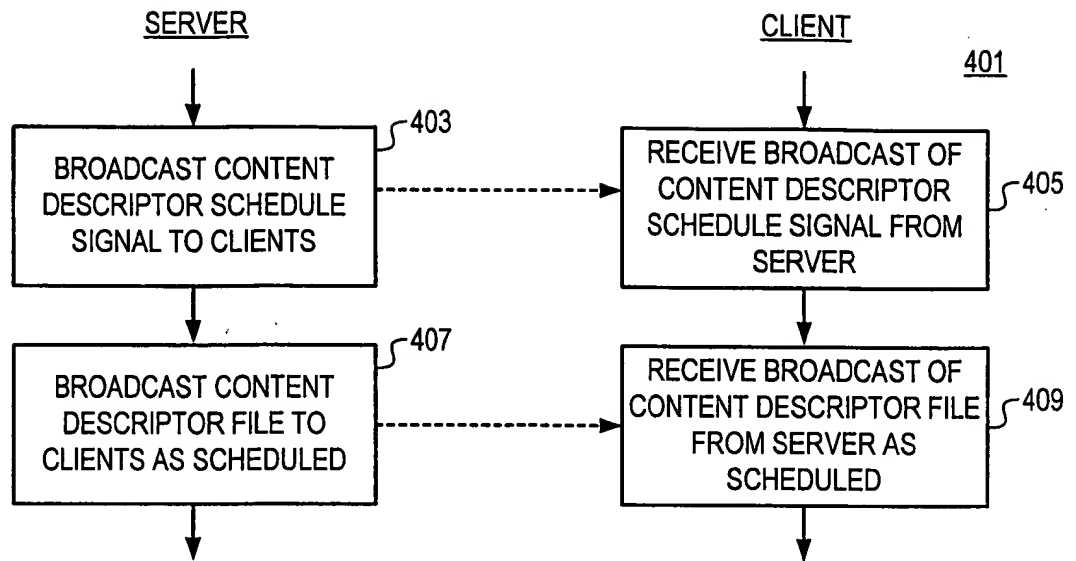 SERVER
CLIENT
401
403
BROADCAST CONTENT
DESCRIPTOR SCHEDULE
SIGNAL TO CLIENTS
RECEIVE BROADCAST OF
CONTENT DESCRIPTOR
SCHEDULE SIGNAL FROM
SERVER
405
407
BROADCAST CONTENT
DESCRIPTOR FILE TO
CLIENTS AS SCHEDULED
RECEIVE BROADCAST OF
CONTENT DESCRIPTOR FILE
FROM SERVER AS
SCHEDULED
409